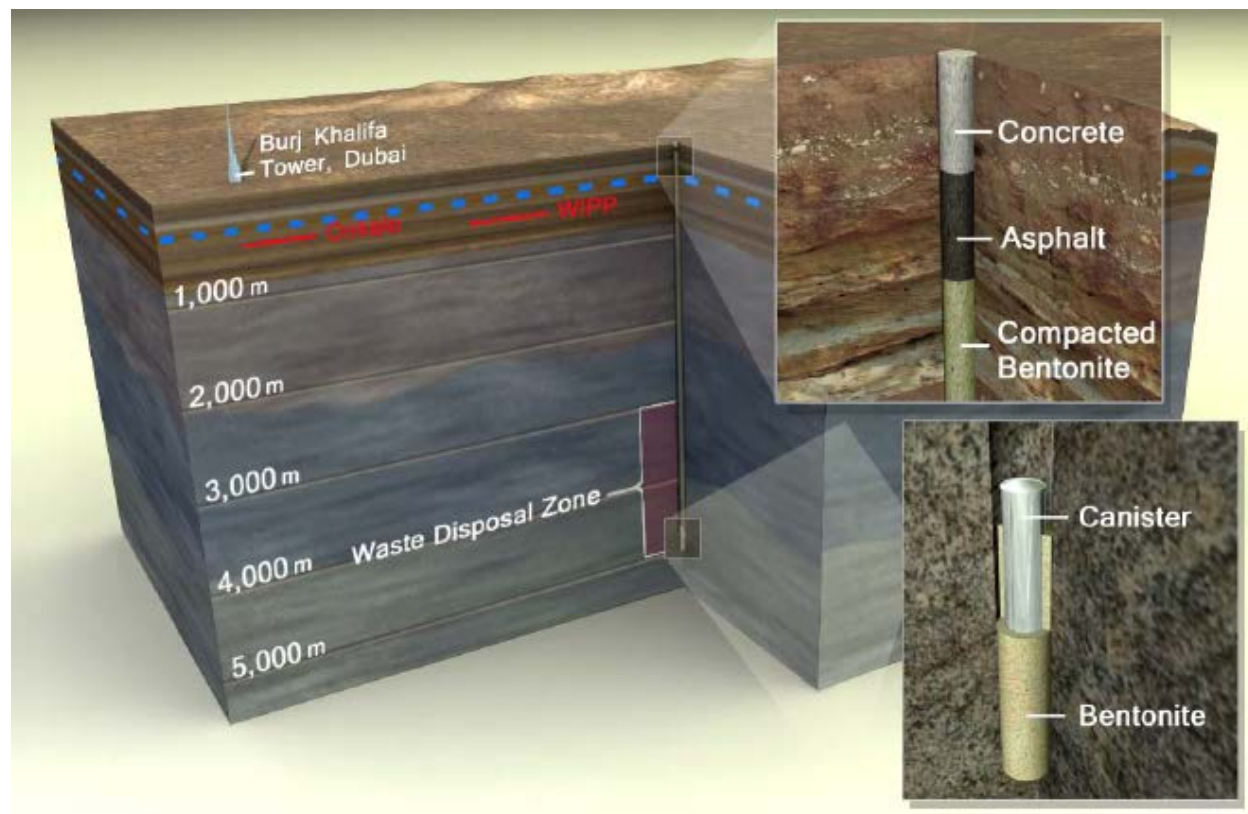 Burj Khalifa
Tower, Dubai
Onkalo
WIPP
1,000 m
2,000 m
3,000 m
4,000 m
5,000 m
Waste Disposal Zone
Concrete
Asphalt
Compacted
Bentonite
Canister
Bentonite